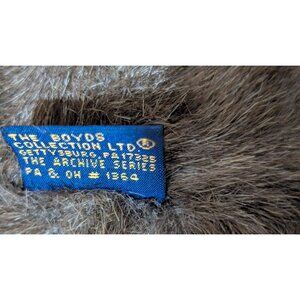 THE BOYDS
COLLECTION LTD®
GETTYSBURG, PA 17325
THE ARCHIVE SERIES
PA & OH # 1364